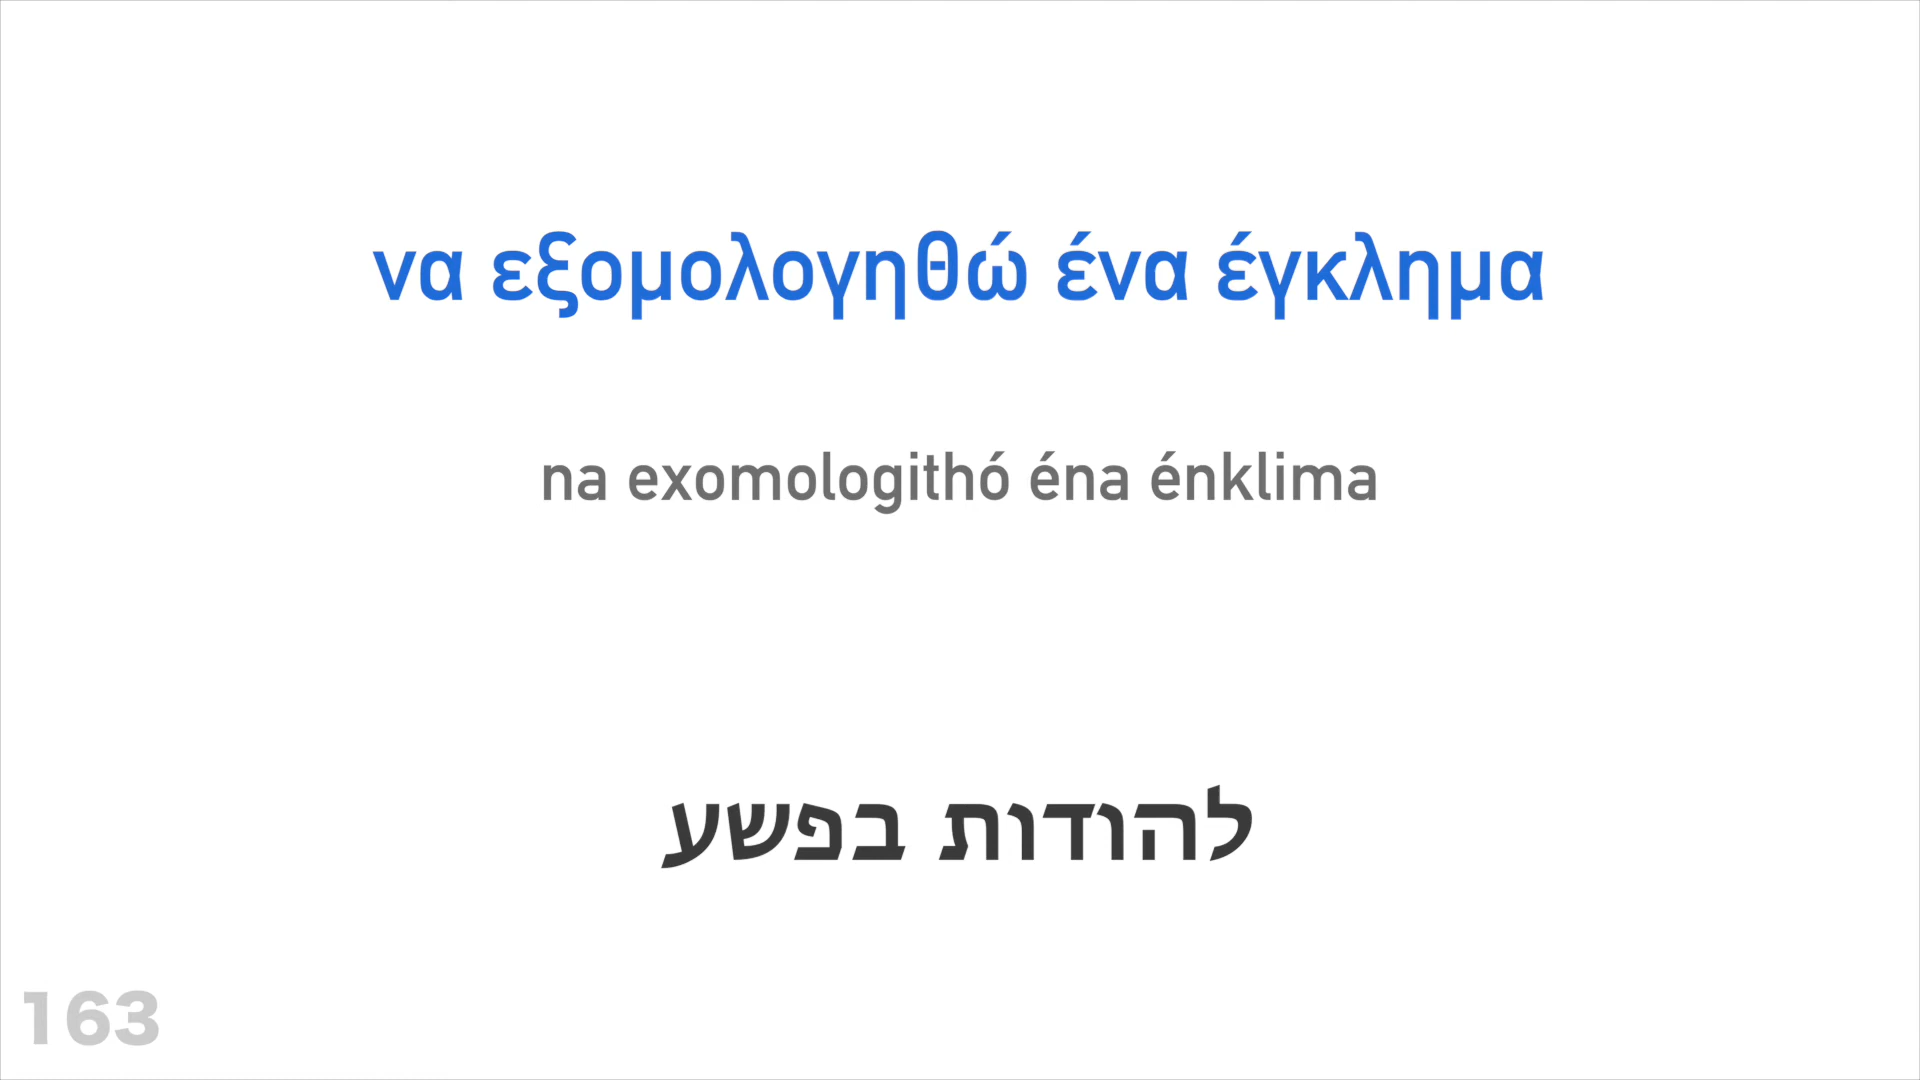 να εξομολογηθώ ένα έγκλημα
na exomologithó éna énklima
להודות בפשע
163